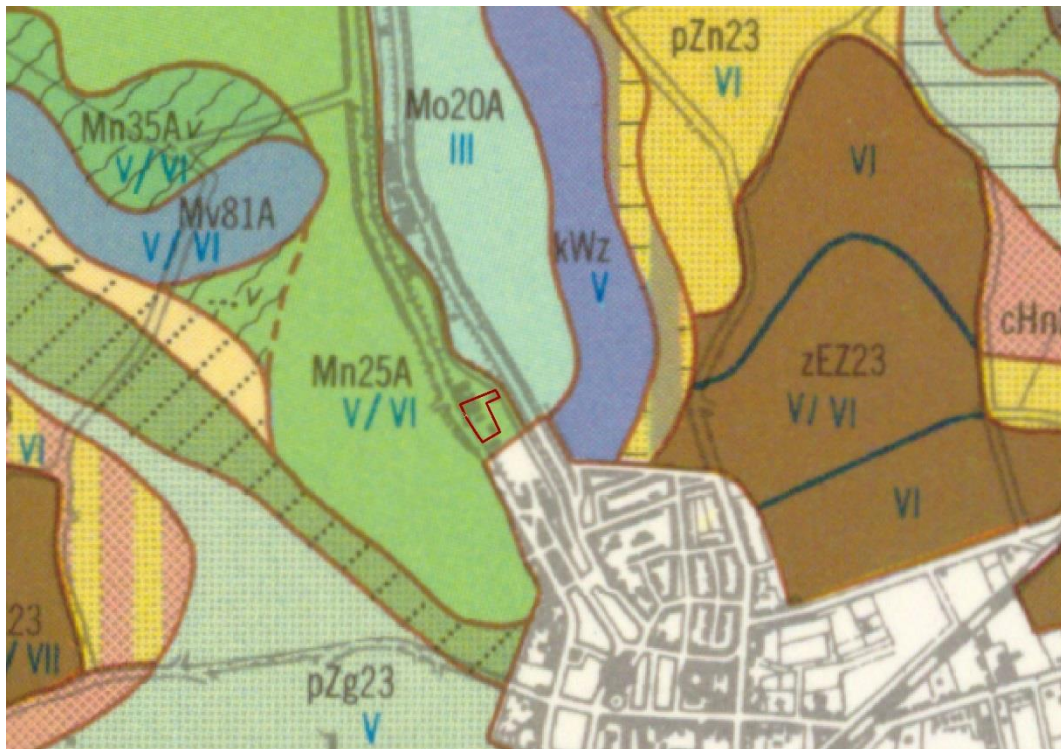 pZn23
VI
Mo20A
III
Mn35Av
V/VI
VI
Mv81A
V/VI
kWz
V
...v
cHn
zEZ23
V/VI
Mn25A
V/VI
VI
VI
23
/VII
pZg23
V